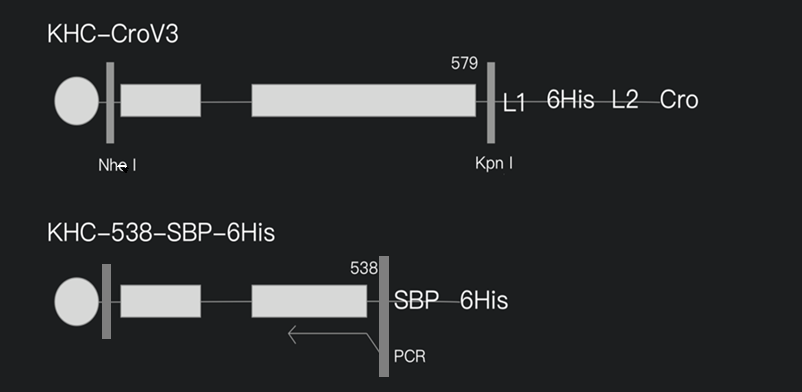 KHC-CroV3
579
L1 6His L2 Cro
Nhe I
Kpn I
KHC-538-SBP-6His
538
SBP 6His
PCR